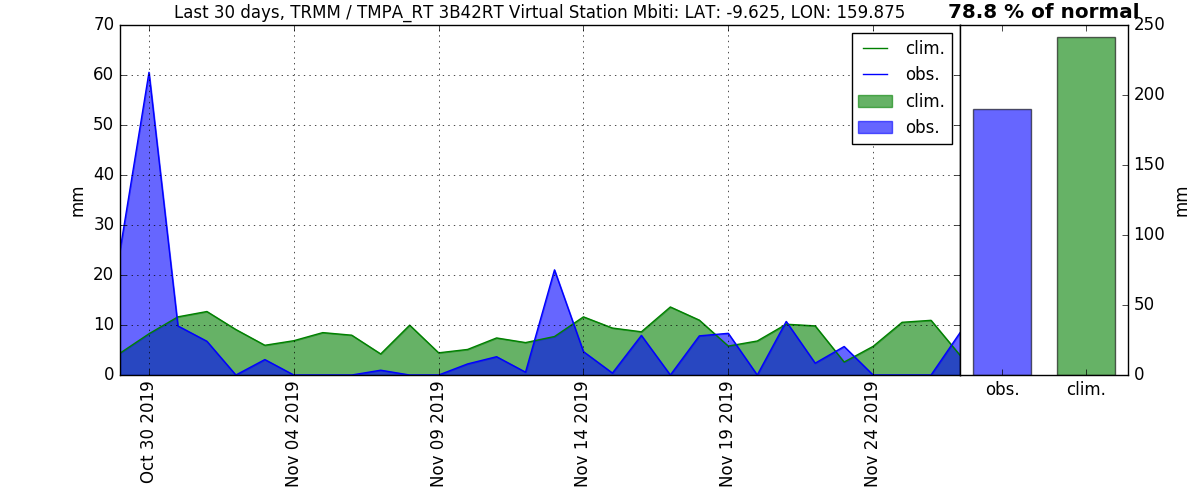 Last 30 days, TRMM / TMPA_RT 3B42RT Virtual Station Mbiti: LAT: -9.625, LON: 159.875
78.8 % of normal
70
60
50
40
30
20
10
0
mm
clim.
obs.
clim.
obs.
Oct 30 2019
Nov 04 2019
Nov 09 2019
Nov 14 2019
Nov 19 2019
Nov 24 2019
250
200
150
100
50
0
mm
obs.
clim.